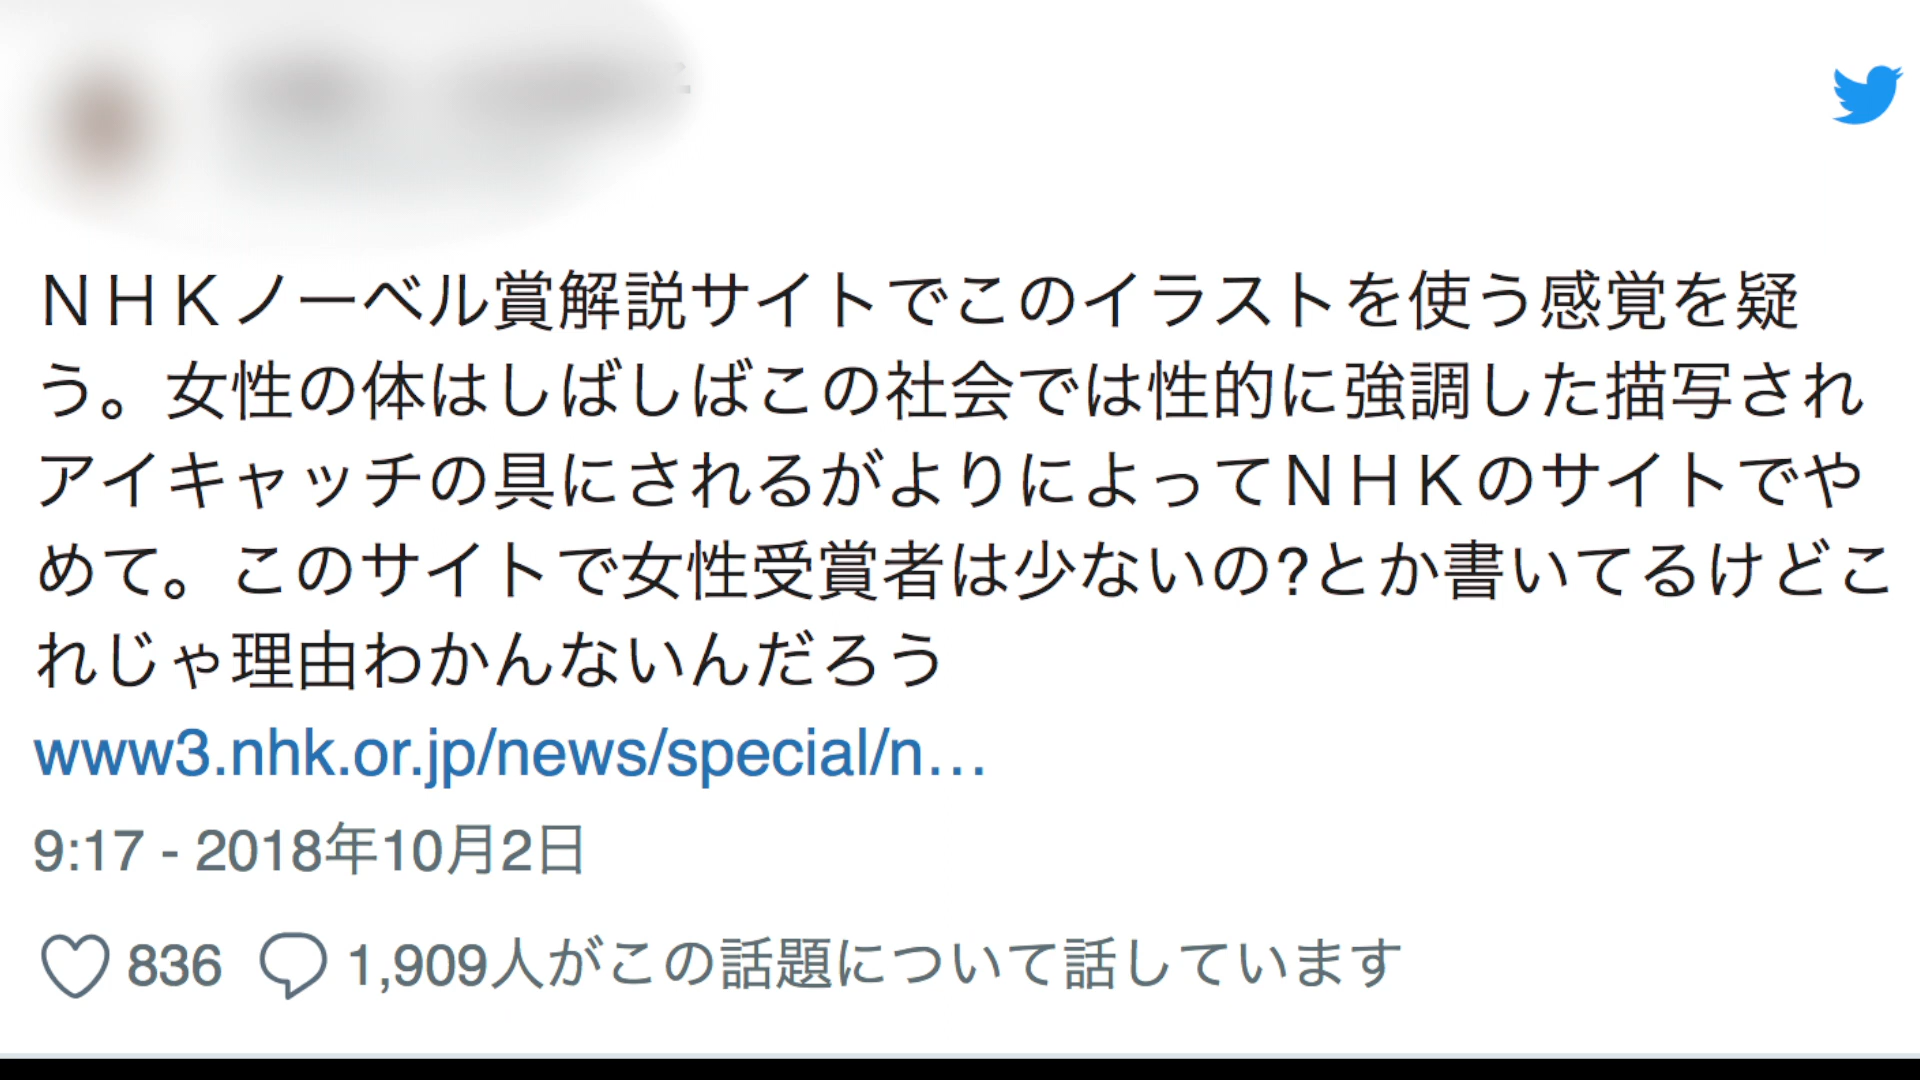 NHKノーベル賞解説サイトでこのイラストを使う感覚を疑
う。女性の体はしばしばこの社会では性的に強調した描写され
アイキャッチの具にされるがよりによってNHKのサイトでや
めて。このサイトで女性受賞者は少ないの?とか書いてるけどこ
れじゃ理由わかんないんだろう
www3.nhk.or.jp/news/special/n…
9:17 - 2018年10月2日
836 1,909人がこの話題について話しています